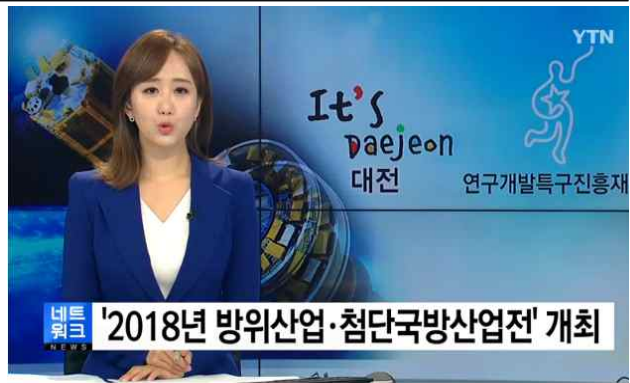 YTN
It's
Daejeon
대전
연구개발특구진흥재
네트
워크
NEWS
'2018년 방위산업·첨단국방산업전' 개최